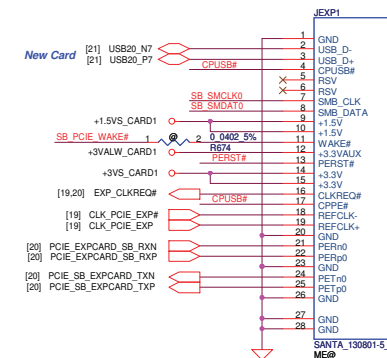 JEXP1
New Card
[21] USB20_N7
[21] USB20_P7
CPUSB#
SB_SMCLK0
SB_SMDAT0
+1.5VS_CARD1
SB_PCIE_WAKE# 1 @ 2 0_0402_5%
R674
+3VALW_CARD1
PERST#
+3VS_CARD1
[19,20] EXP_CLKREQ#
CPUSB#
[19] CLK_PCIE_EXP#
[19] CLK_PCIE_EXP
[20] PCIE_EXPCARD_SB_RXN
[20] PCIE_EXPCARD_SB_RXP
[20] PCIE_SB_EXPCARD_TXN
[20] PCIE_SB_EXPCARD_TXP
1 GND
2 USB_D-
3 USB_D+
4 CPUSB#
5 RSV
6 RSV
7 SMB_CLK
8 SMB_DATA
9 +1.5V
10 +1.5V
11 WAKE#
12 +3.3VAUX
13 PERST#
14 +3.3V
15 +3.3V
16 CLKREQ#
17 CPPE#
18 REFCLK-
19 REFCLK+
20 GND
21 PERn0
22 PERp0
23 GND
24 PETn0
25 PETp0
26 GND
27 GND
28 GND
SANTA_130801-5_
ME@